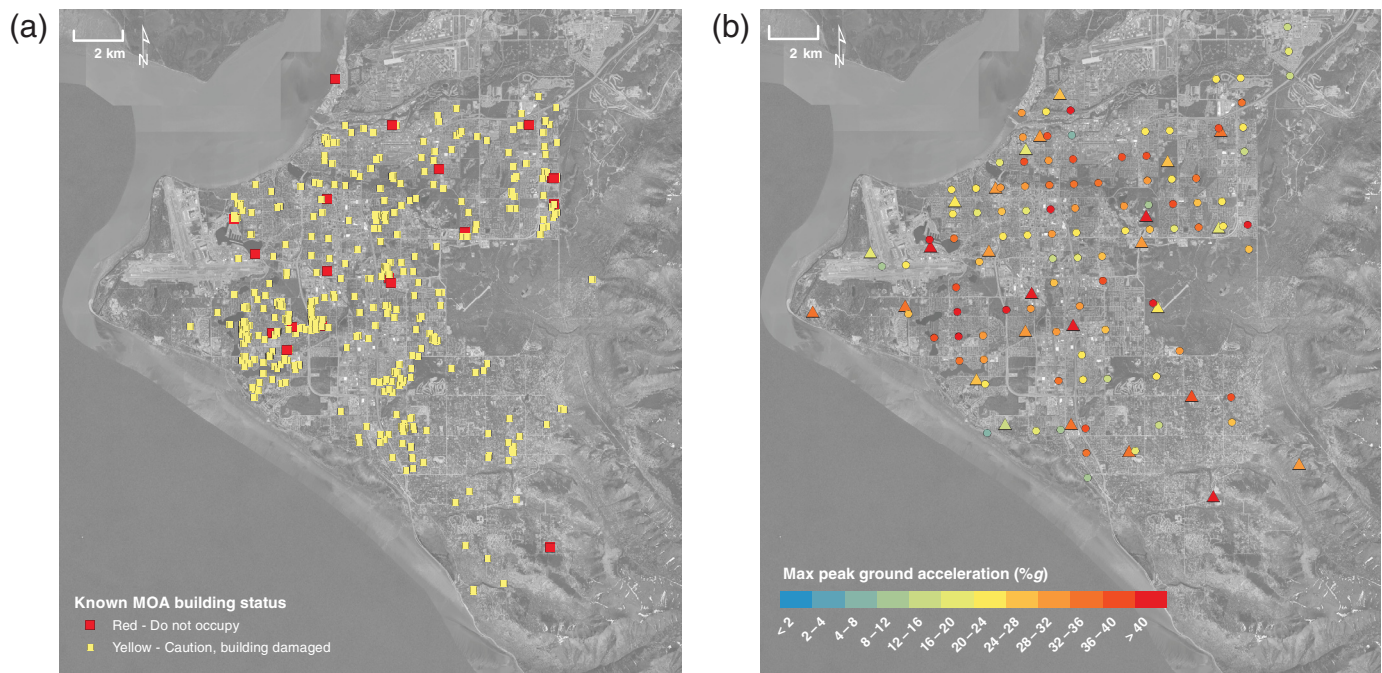 (a)
2 km
N
Known MOA building status
Red - Do not occupy
Yellow - Caution, building damaged
(b)
2 km
N
Max peak ground acceleration (%g)
< 2
2–4
4–8
8–12
12–16
16–20
20–24
24–28
28–32
32–36
36–40
> 40